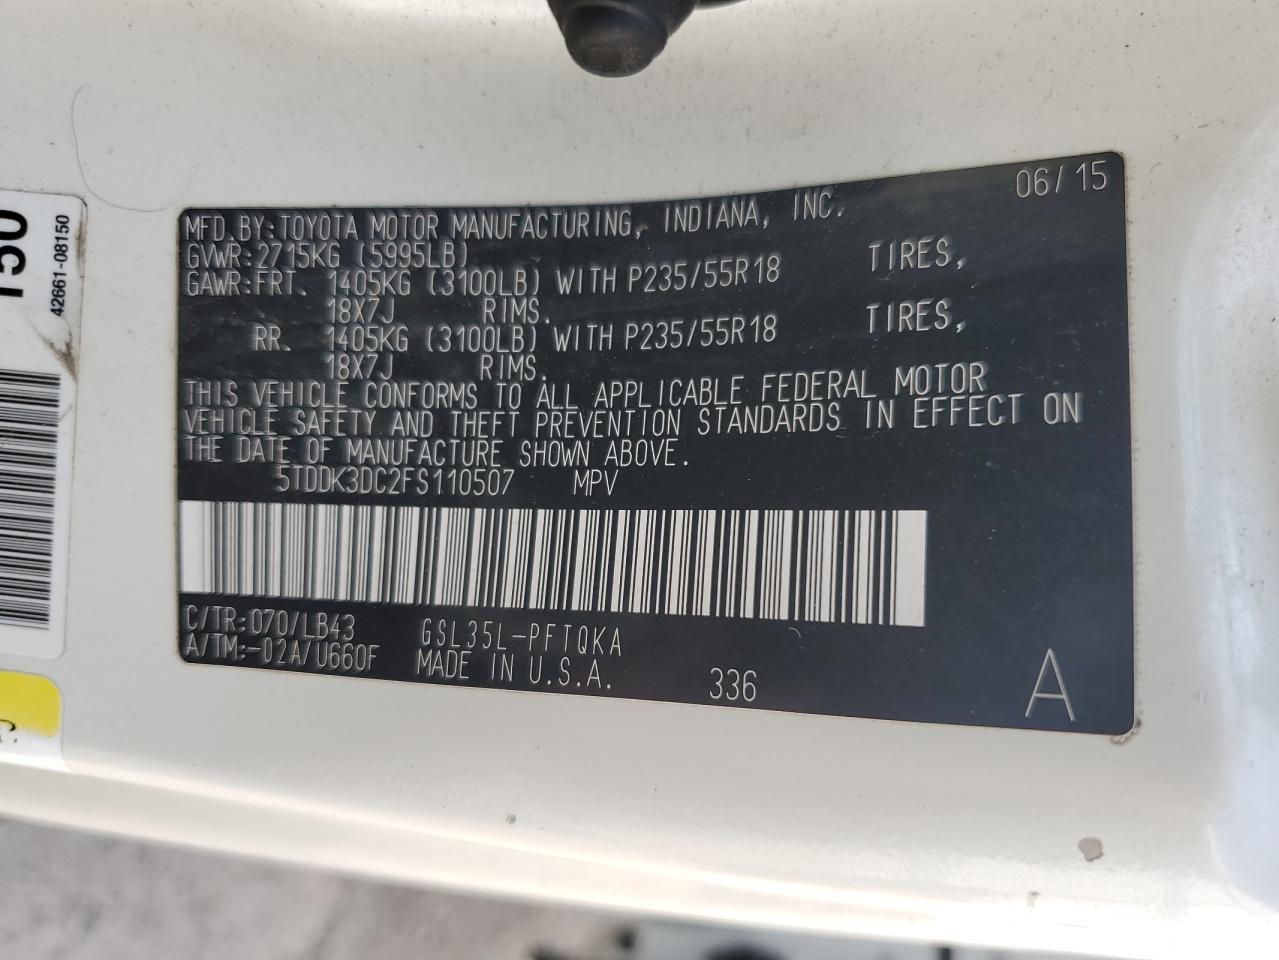 06/15
MFD.BY:TOYOTA MOTOR MANUFACTURING, INDIANA, INC.
GVWR:2715KG (5995LB)
GAWR:FRT. 1405KG (3100LB) WITH P235/55R18 TIRES,
18X7J RIMS.
RR. 1405KG (3100LB) WITH P235/55R18 TIRES,
18X7J RIMS.
THIS VEHICLE CONFORMS TO ALL APPLICABLE FEDERAL MOTOR
VEHICLE SAFETY AND THEFT PREVENTION STANDARDS IN EFFECT ON
THE DATE OF MANUFACTURE SHOWN ABOVE.
5TDDK3DC2FS110507 MPV
C/TR:070/LB43 GSL35L-PFTQKA
A/TM:-02A/U660F MADE IN U.S.A. 336 A
42661-08150